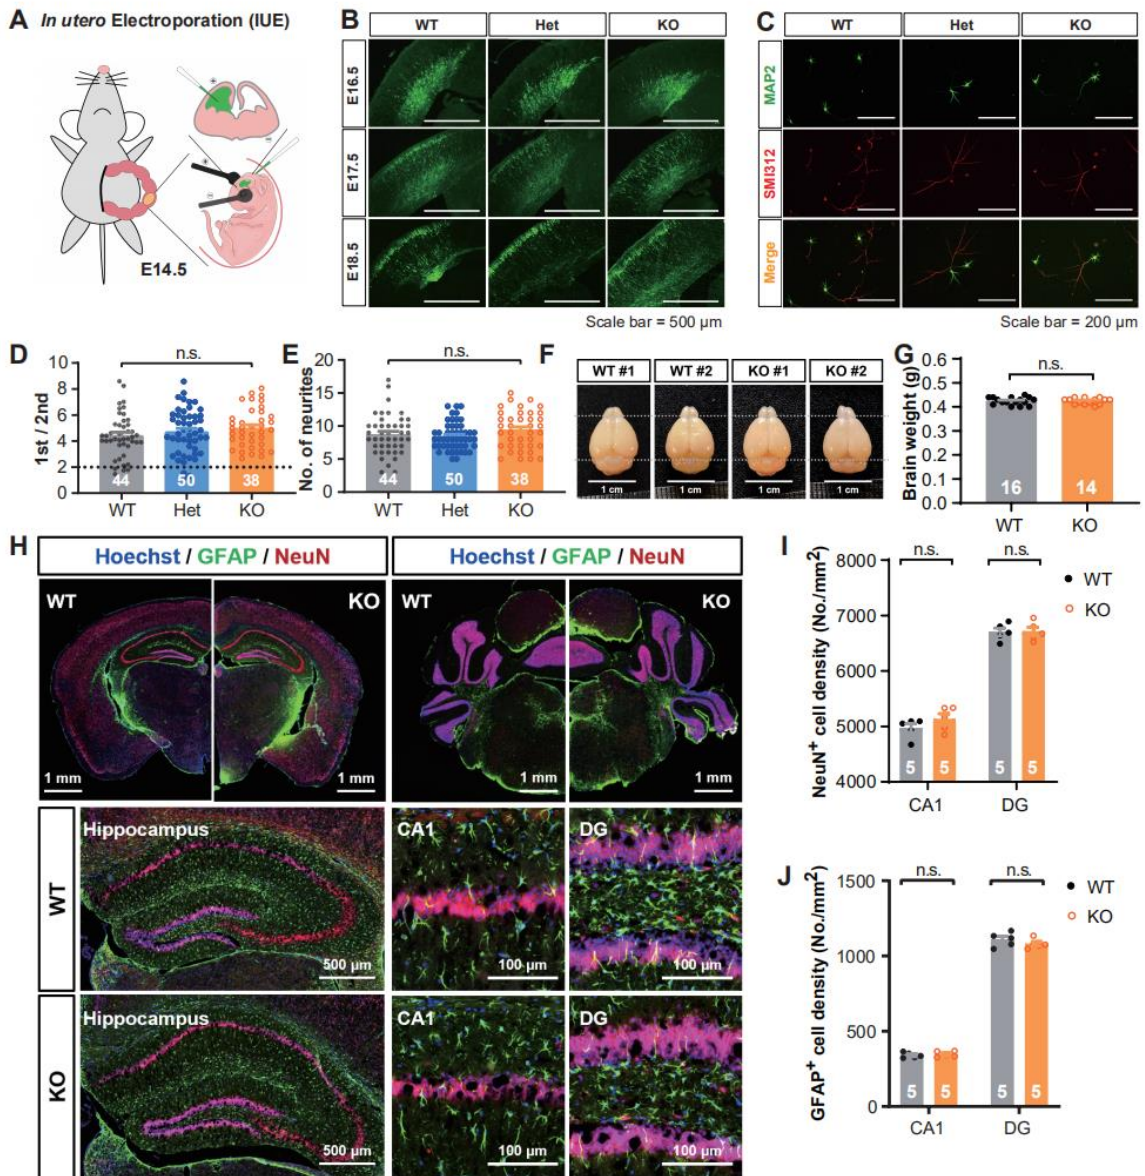 A In utero Electroporation (IUE)
E14.5
B
WT Het KO
E16.5
E17.5
E18.5
Scale bar = 500 µm
C
WT Het KO
MAP2
SMI312
Merge
Scale bar = 200 µm
D
n.s.
1st / 2nd
10
8
6
4
2
0
44 50 38
WT Het KO
E
n.s.
No. of neurites
20
15
10
5
0
44 50 38
WT Het KO
F
WT #1 WT #2 KO #1 KO #2
1 cm 1 cm 1 cm 1 cm
G
n.s.
Brain weight (g)
0.6
0.5
0.4
0.3
0.2
0.1
0.0
16 14
WT KO
H
Hoechst / GFAP / NeuN Hoechst / GFAP / NeuN
WT KO WT KO
1 mm 1 mm 1 mm 1 mm
WT
Hippocampus CA1 DG
500 µm 100 µm 100 µm
KO
Hippocampus CA1 DG
500 µm 100 µm 100 µm
I
n.s. n.s.
WT
KO
NeuN+ cell density (No./mm2)
8000
7000
6000
5000
4000
5 5 5 5
CA1 DG
J
n.s. n.s.
WT
KO
GFAP+ cell density (No./mm2)
1500
1000
500
0
5 5 5 5
CA1 DG